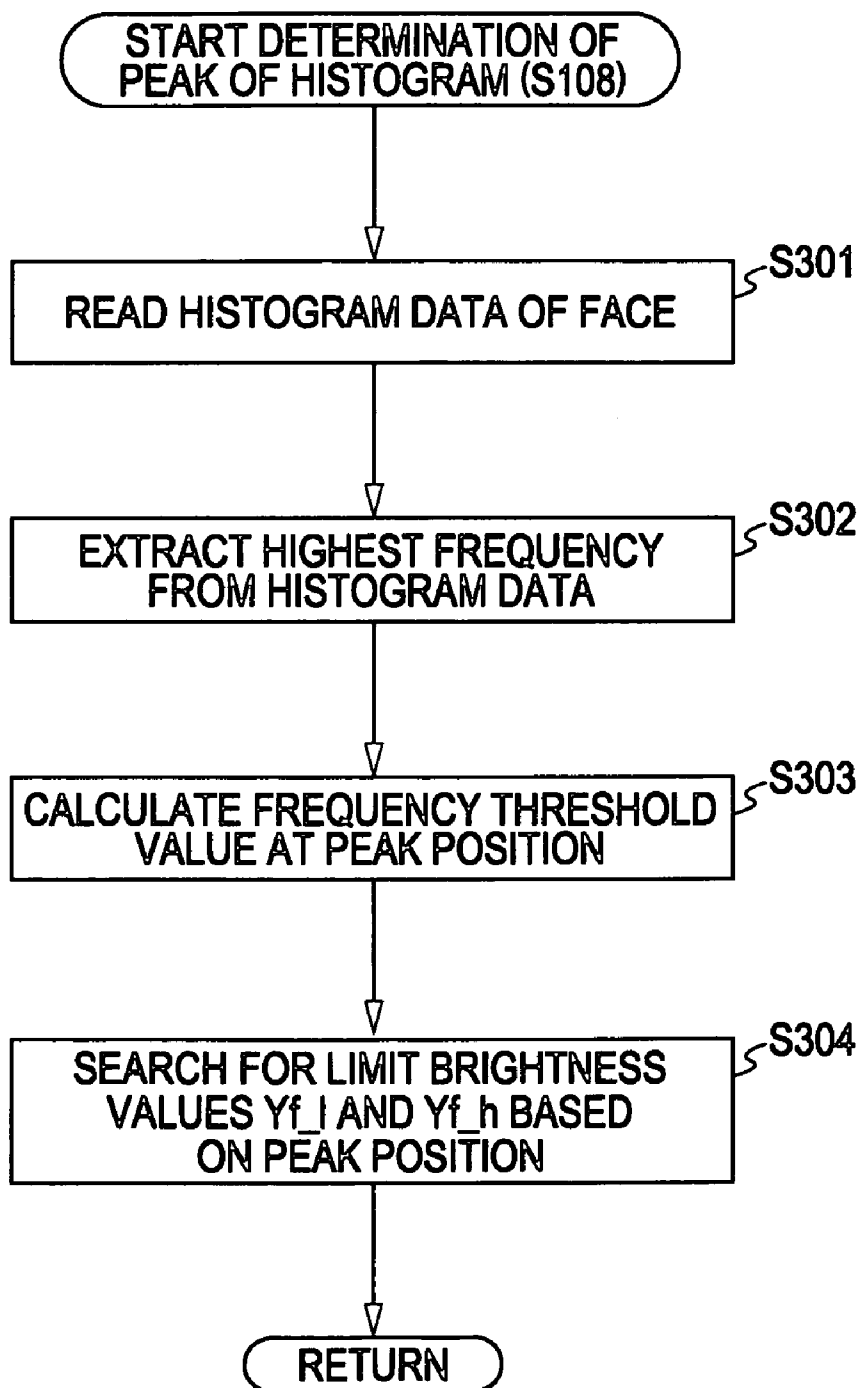 START DETERMINATION OF
PEAK OF HISTOGRAM (S108)
S301
READ HISTOGRAM DATA OF FACE
S302
EXTRACT HIGHEST FREQUENCY
FROM HISTOGRAM DATA
S303
CALCULATE FREQUENCY THRESHOLD
VALUE AT PEAK POSITION
S304
SEARCH FOR LIMIT BRIGHTNESS
VALUES Yf_l AND Yf_h BASED
ON PEAK POSITION
RETURN